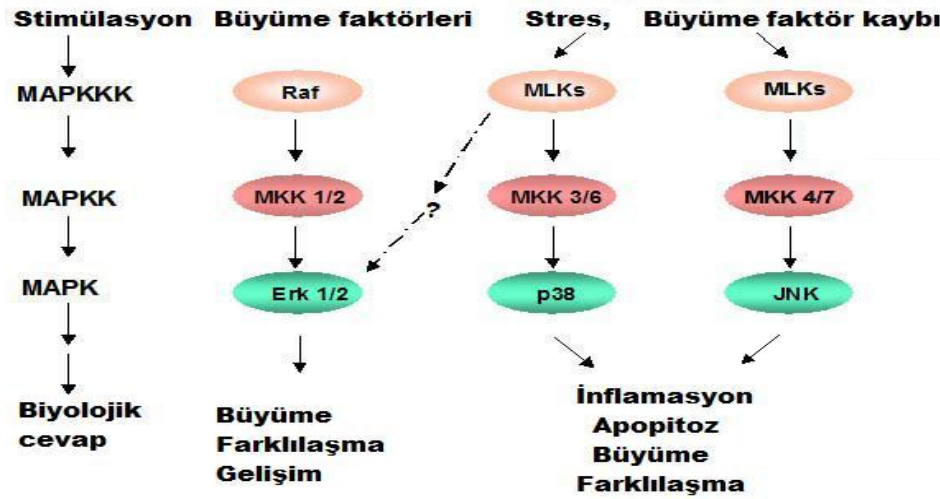 Stimülasyon Büyüme faktörleri Stres, Büyüme faktör kaybı
MAPKKK Raf MLKs MLKs
MAPKK MKK 1/2 ? MKK 3/6 MKK 4/7
MAPK Erk 1/2 p38 JNK
Biyolojik
cevap
Büyüme
Farklılaşma
Gelişim
İnflamasyon
Apopitoz
Büyüme
Farklılaşma